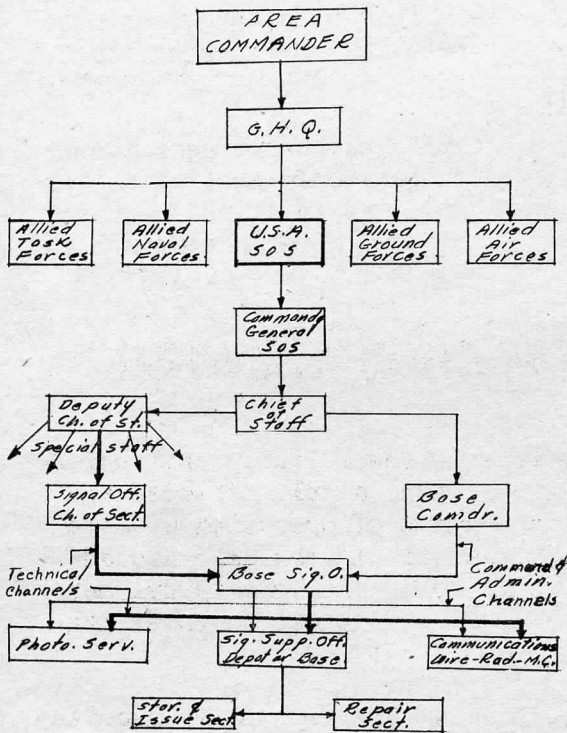 AREA
COMMANDER
G.H.Q.
Allied
Task
Forces
Allied
Naval
Forces
U.S.A.
SOS
Allied
Ground
Forces
Allied
Air
Forces
Command'g
General
SOS
Deputy
Ch. of St.
Chief
of
Staff
Special Staff
Signal Off.
Ch. of Sect.
Base
Comdr.
Technical
Channels
Base Sig. O.
Command &
Admin.
Channels
Photo. Serv.
Sig. Supp. Off.
Depot or Base
Communications
Wire-Rad.-M.C.
Stor. &
Issue Sect.
Repair
Sect.